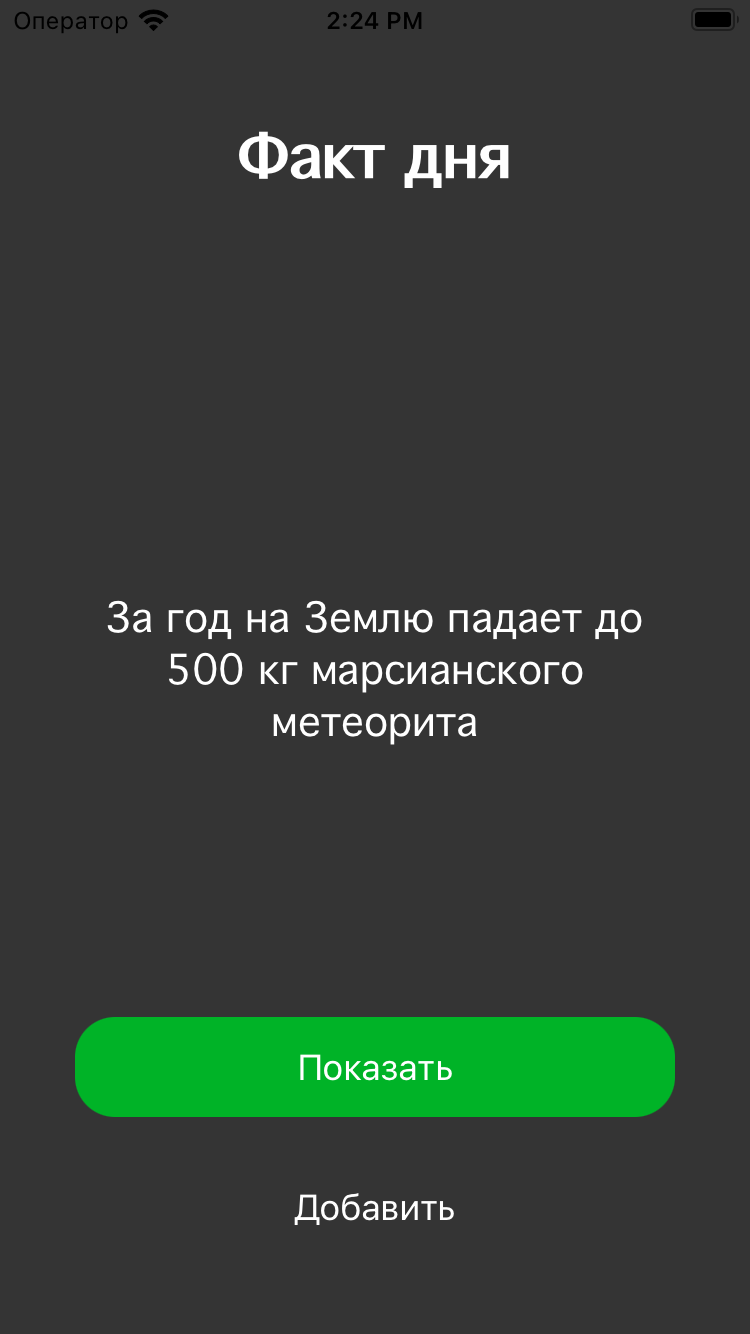 Оператор 2:24 PM
Факт дня
За год на Землю падает до
500 кг марсианского
метеорита
Показать
Добавить